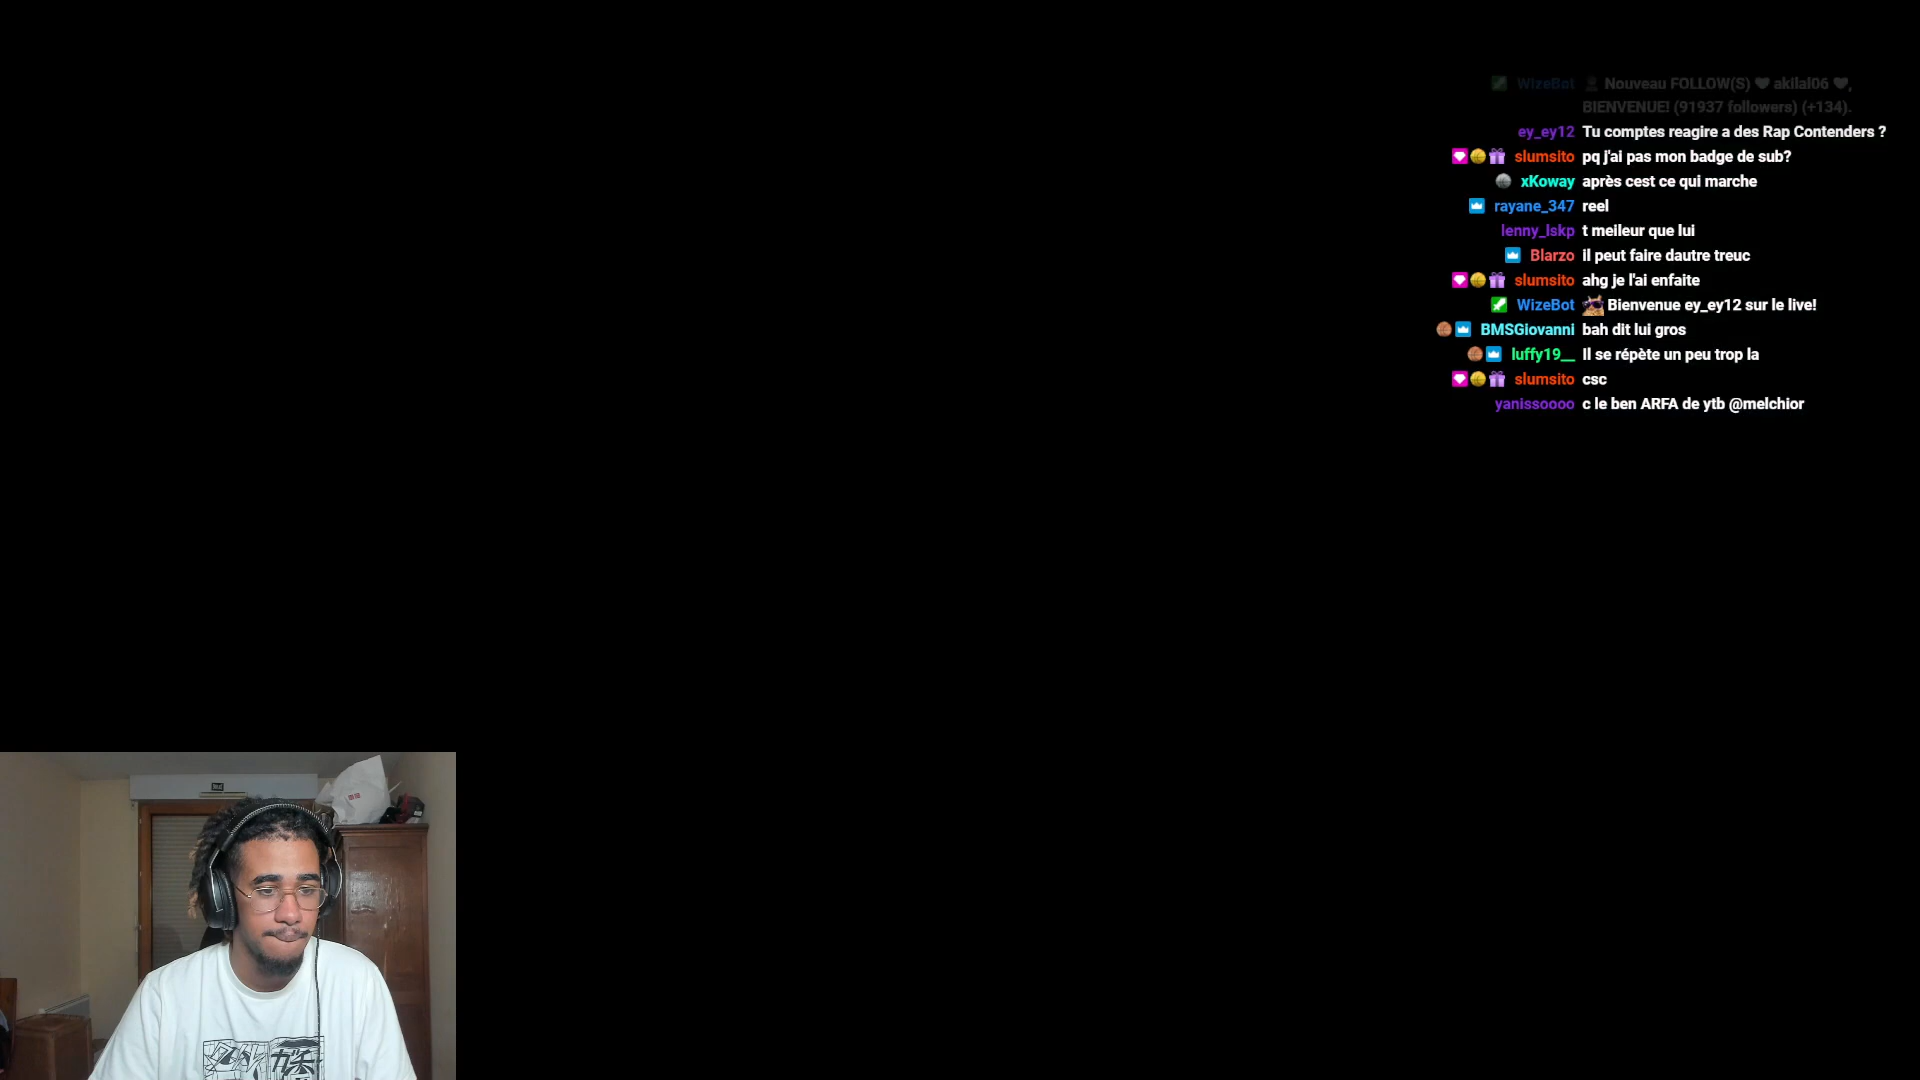 WizeBot Nouveau FOLLOW(S) ♥ akilal06 ♥,
BIENVENUE! (91937 followers) (+134).
ey_ey12 Tu comptes reagire a des Rap Contenders ?
slumsito pq j'ai pas mon badge de sub?
xKoway après cest ce qui marche
rayane_347 reel
lenny_lskp t meileur que lui
Blarzo il peut faire dautre treuc
slumsito ahg je l'ai enfaite
WizeBot Bienvenue ey_ey12 sur le live!
BMSGiovanni bah dit lui gros
luffy19__ Il se répète un peu trop la
slumsito csc
yanissoooo c le ben ARFA de ytb @melchior